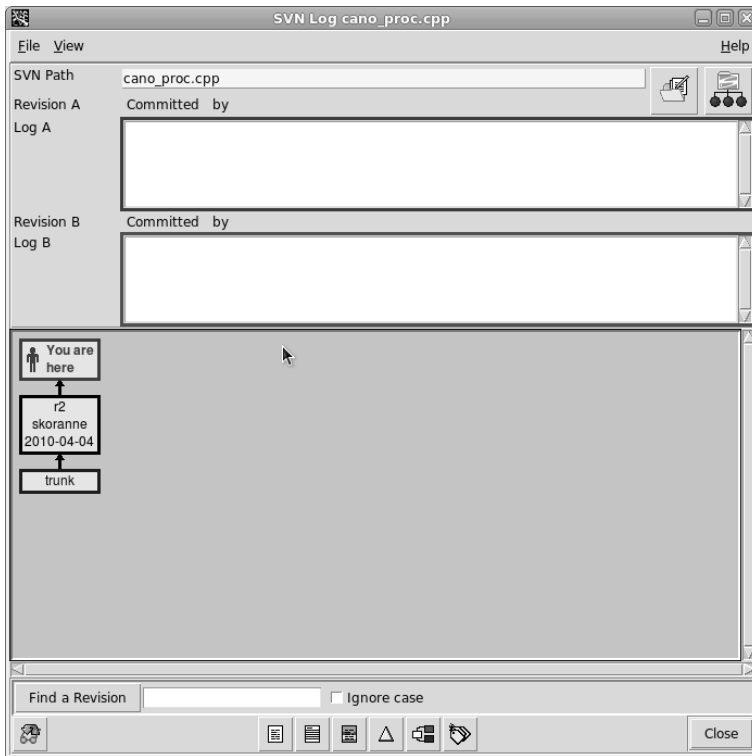 SVN Log cano_proc.cpp
File View Help
SVN Path cano_proc.cpp
Revision A Committed by
Log A
Revision B Committed by
Log B
You are
here
r2
skoranne
2010-04-04
trunk
Find a Revision Ignore case
Close